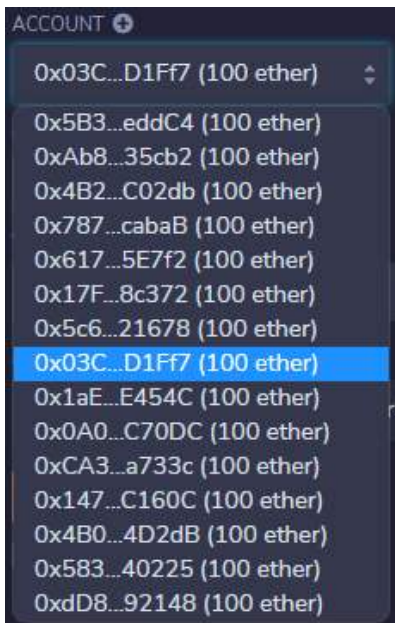 ACCOUNT
0x03C...D1Ff7 (100 ether)
0x5B3...eddC4 (100 ether)
0xAb8...35cb2 (100 ether)
0x4B2...C02db (100 ether)
0x787...cabaB (100 ether)
0x617...5E7f2 (100 ether)
0x17F...8c372 (100 ether)
0x5c6...21678 (100 ether)
0x03C...D1Ff7 (100 ether)
0x1aE...E454C (100 ether)
0x0A0...C70DC (100 ether)
0xCA3...a733c (100 ether)
0x147...C160C (100 ether)
0x4B0...4D2dB (100 ether)
0x583...40225 (100 ether)
0xdD8...92148 (100 ether)